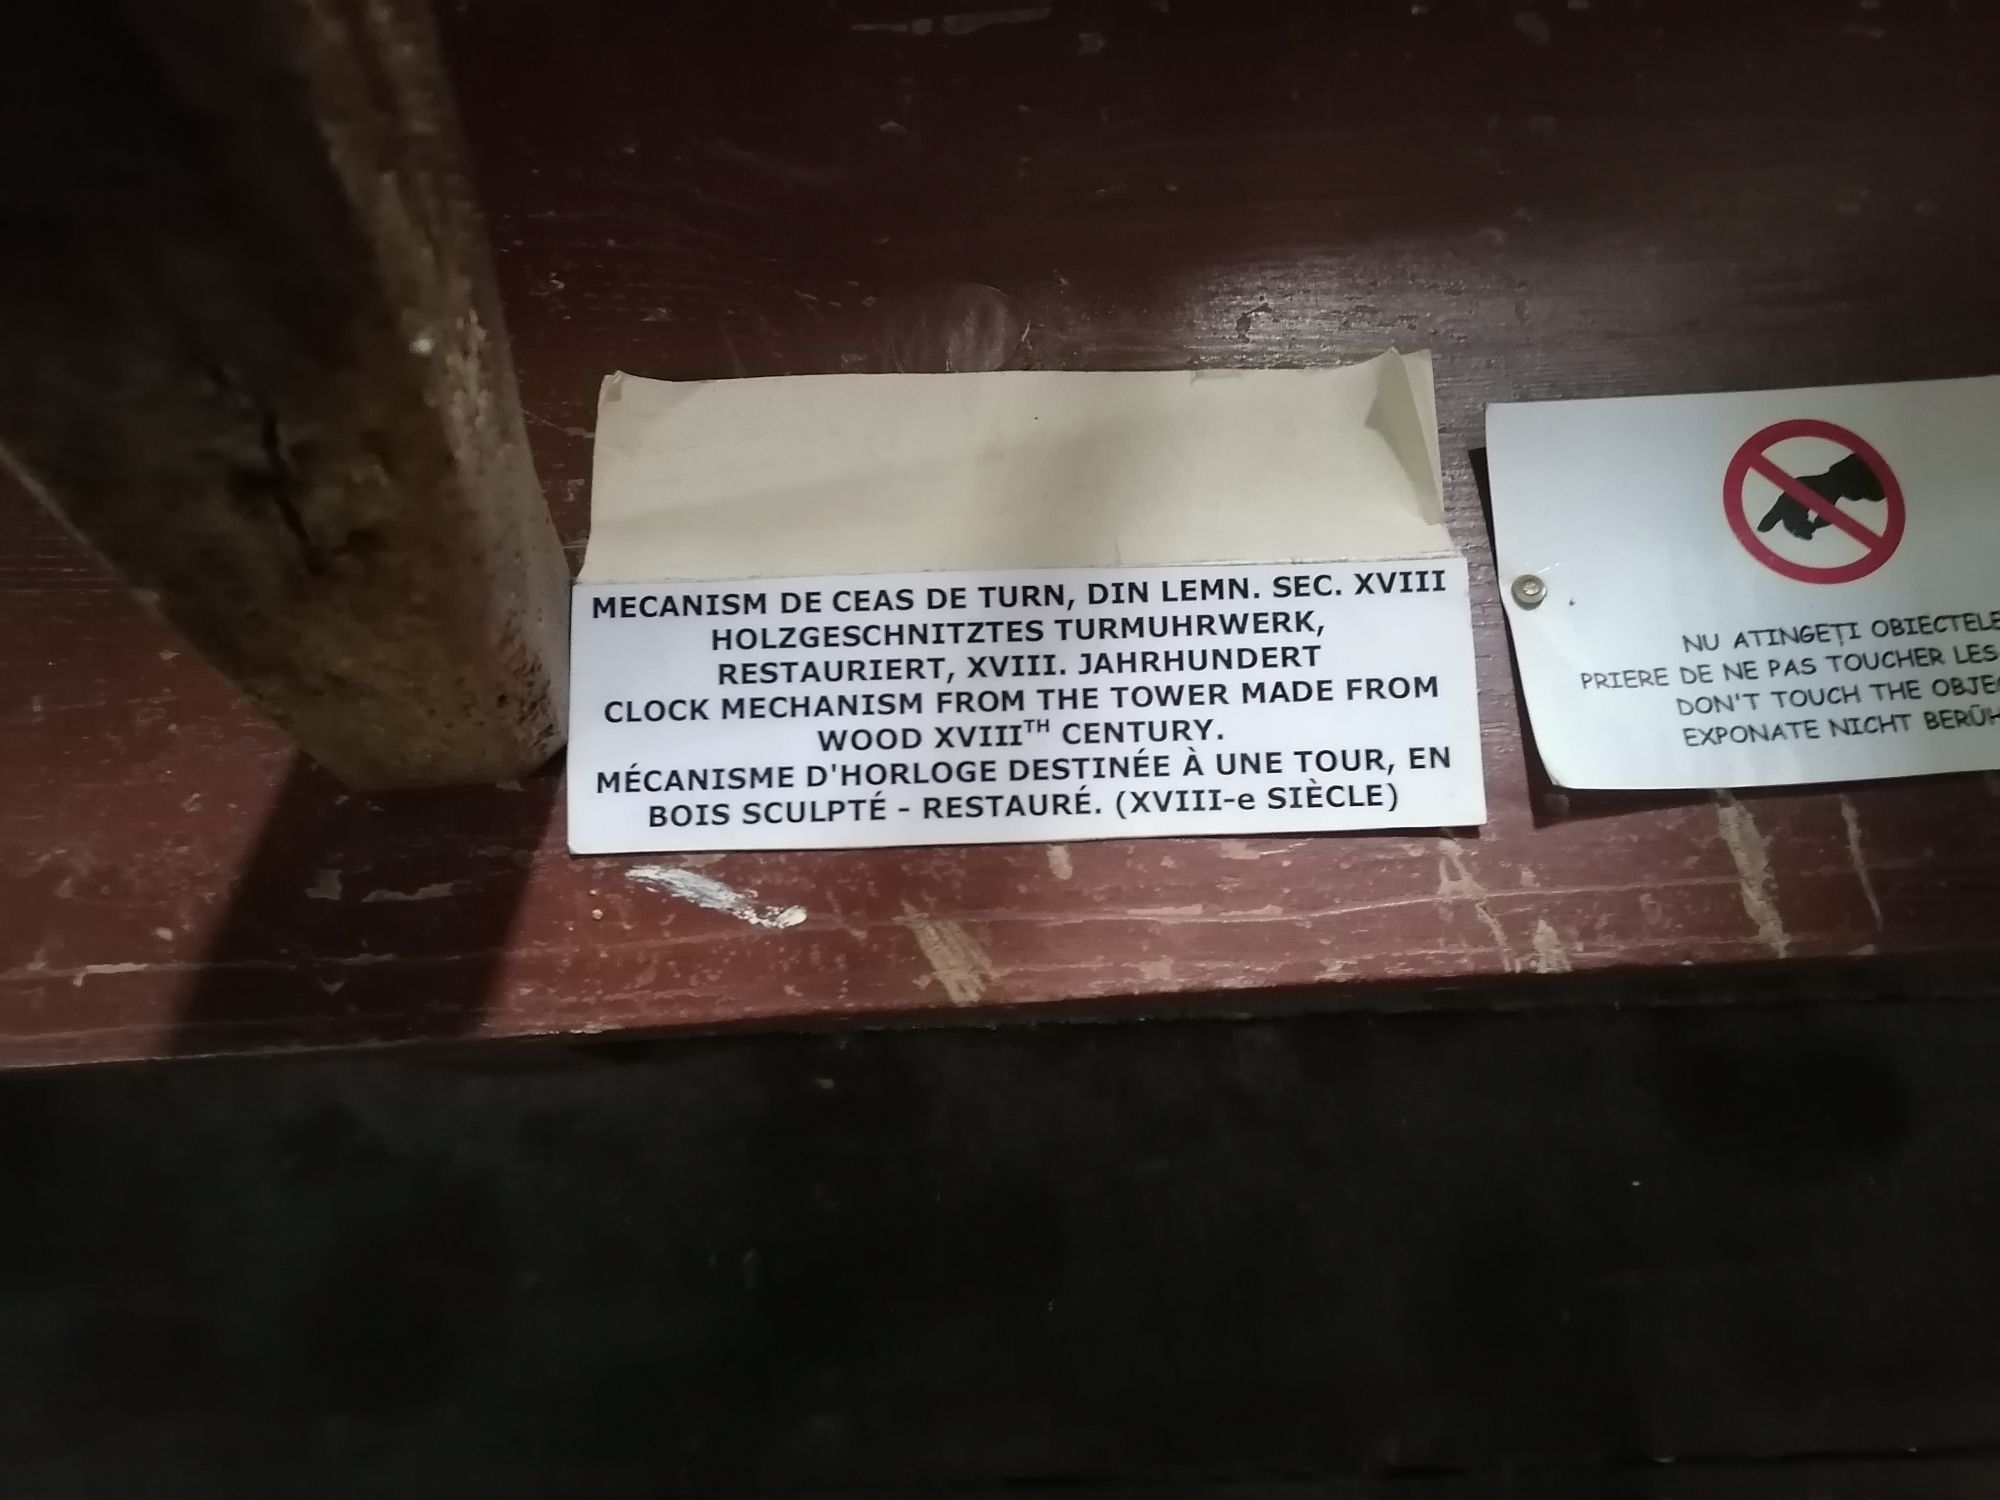 MECANISM DE CEAS DE TURN, DIN LEMN. SEC. XVIII
HOLZGESCHNITZTES TURMUHRWERK,
RESTAURIERT, XVIII. JAHRHUNDERT
CLOCK MECHANISM FROM THE TOWER MADE FROM
WOOD XVIIITH CENTURY.
MÉCANISME D'HORLOGE DESTINÉE À UNE TOUR, EN
BOIS SCULPTÉ - RESTAURÉ. (XVIII-e SIÈCLE)
NU ATINGEȚI OBIECTELE
PRIERE DE NE PAS TOUCHER LES
DON'T TOUCH THE
EXPONATE NICHT